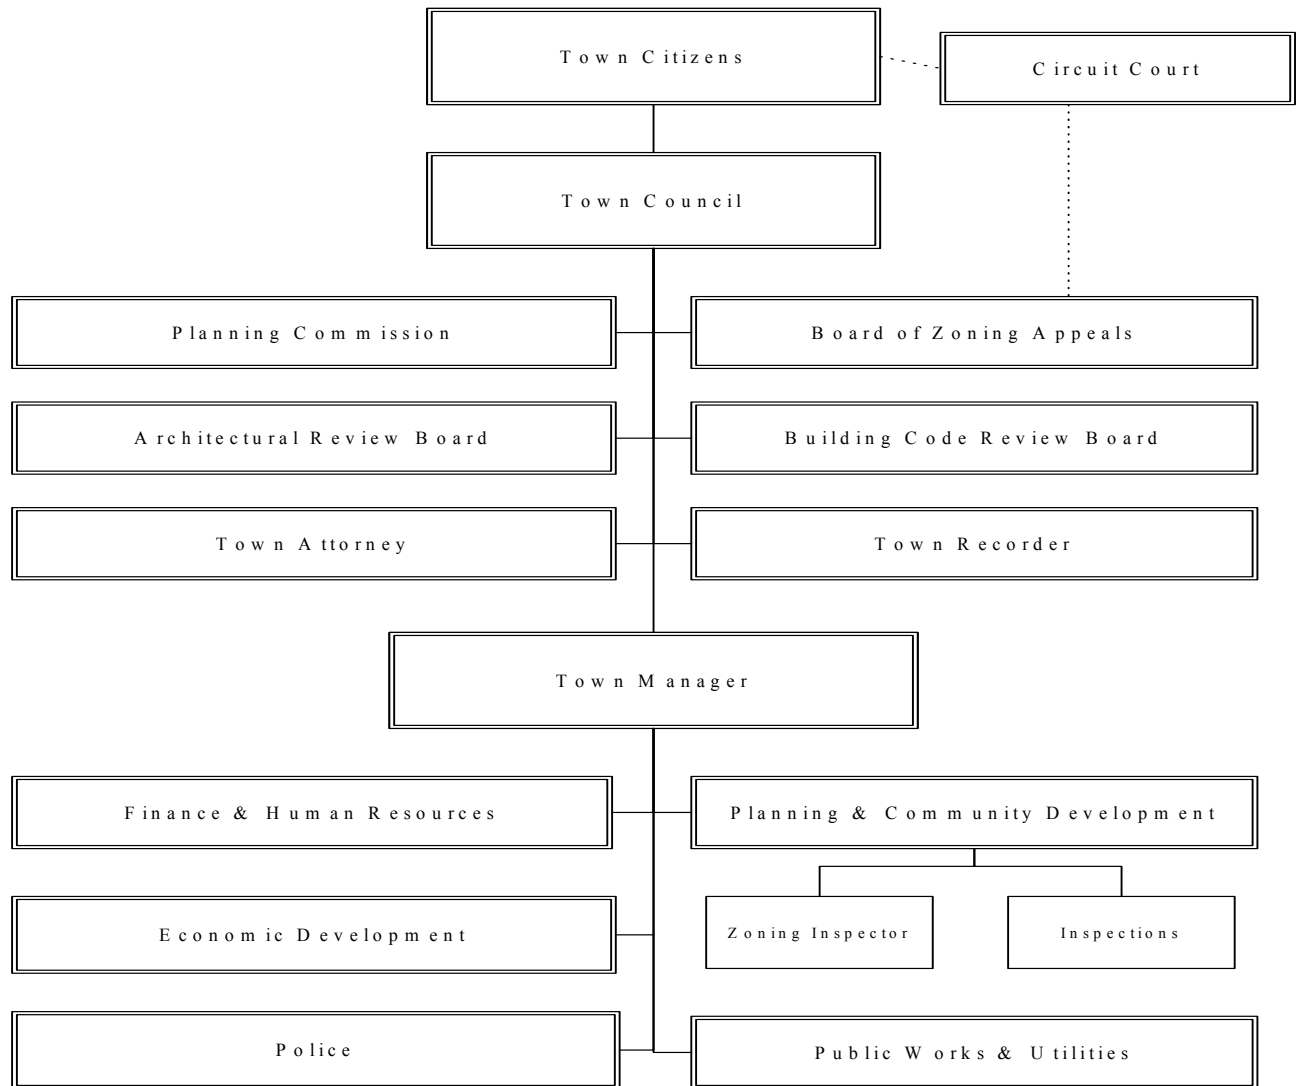 Town Citizens
Circuit Court
Town Council
Planning Commission
Board of Zoning Appeals
Architectural Review Board
Building Code Review Board
Town Attorney
Town Recorder
Town Manager
Finance & Human Resources
Planning & Community Development
Zoning Inspector
Inspections
Economic Development
Police
Public Works & Utilities